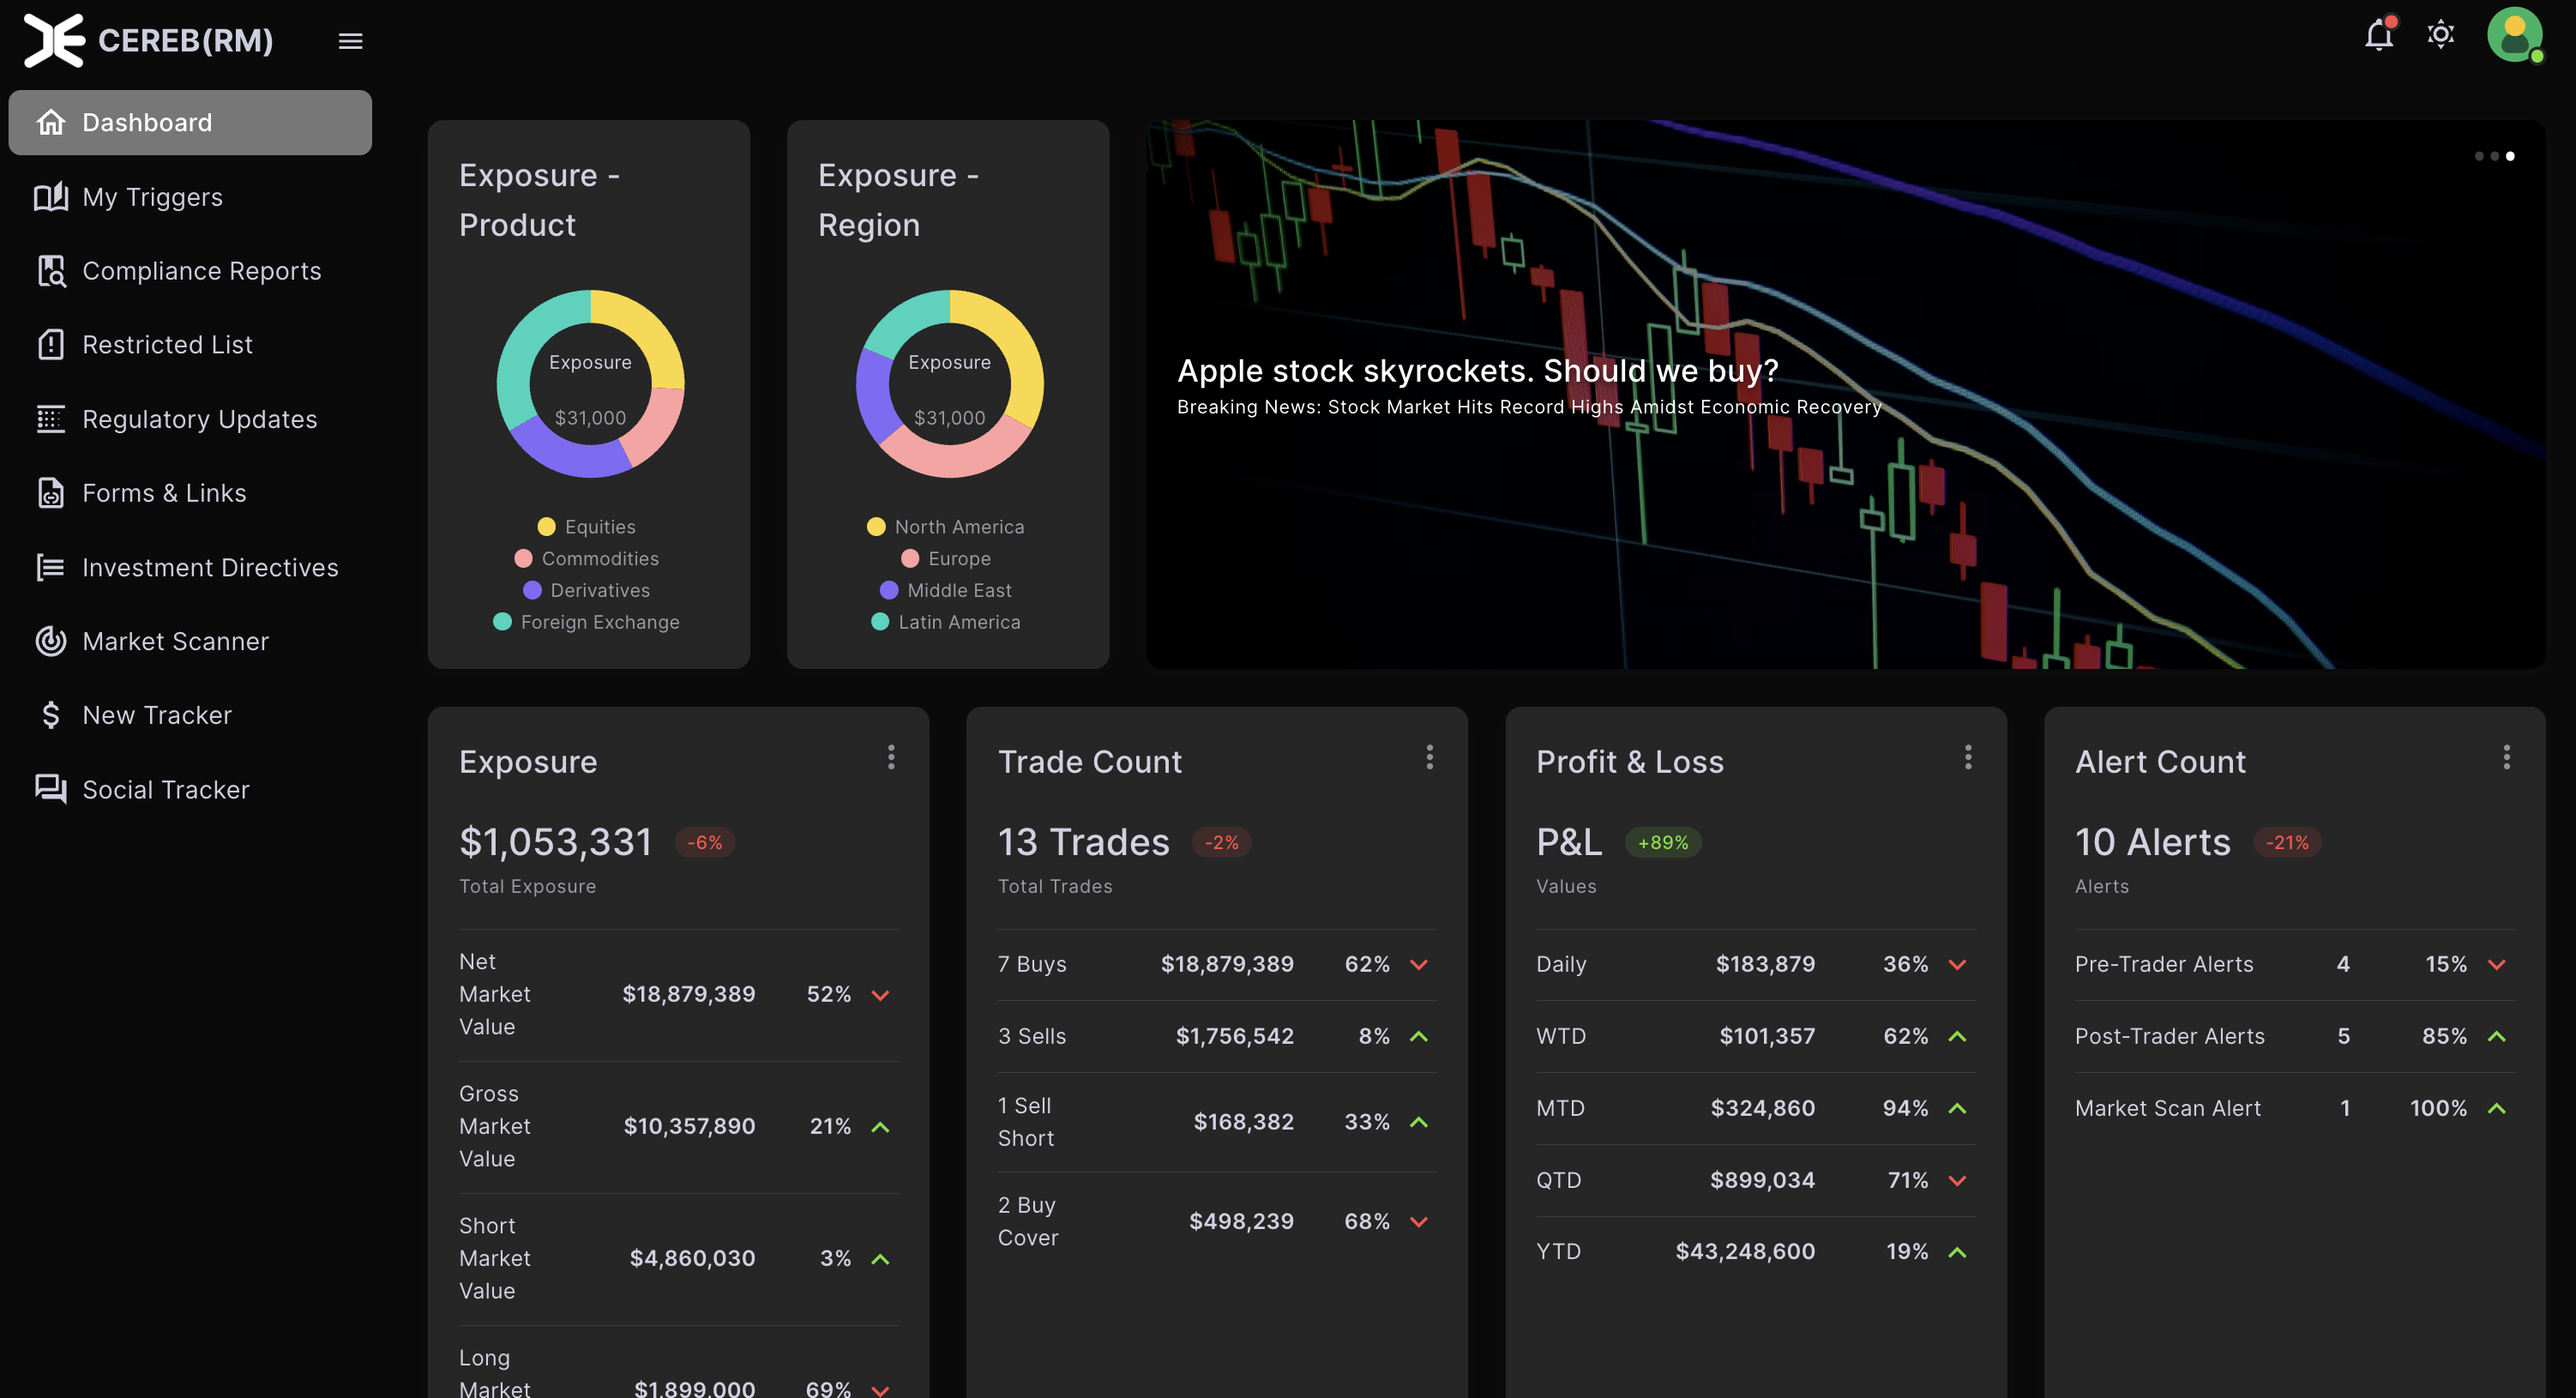 CEREB(RM)
Dashboard
My Triggers
Compliance Reports
Restricted List
Regulatory Updates
Forms & Links
Investment Directives
Market Scanner
New Tracker
Social Tracker
Exposure -
Product
Exposure
$31,000
Equities
Commodities
Derivatives
Foreign Exchange
Exposure -
Region
Exposure
$31,000
North America
Europe
Middle East
Latin America
Apple stock skyrockets. Should we buy?
Breaking News: Stock Market Hits Record Highs Amidst Economic Recovery
Exposure
$1,053,331 -6%
Total Exposure
Net
Market
Value
$18,879,389 52%
Gross
Market
Value
$10,357,890 21%
Short
Market
Value
$4,860,030 3%
Long
Market
$1,899,000 69%
Trade Count
13 Trades -2%
Total Trades
7 Buys $18,879,389 62%
3 Sells $1,756,542 8%
1 Sell
Short
$168,382 33%
2 Buy
Cover
$498,239 68%
Profit & Loss
P&L +89%
Values
Daily $183,879 36%
WTD $101,357 62%
MTD $324,860 94%
QTD $899,034 71%
YTD $43,248,600 19%
Alert Count
10 Alerts -21%
Alerts
Pre-Trader Alerts 4 15%
Post-Trader Alerts 5 85%
Market Scan Alert 1 100%